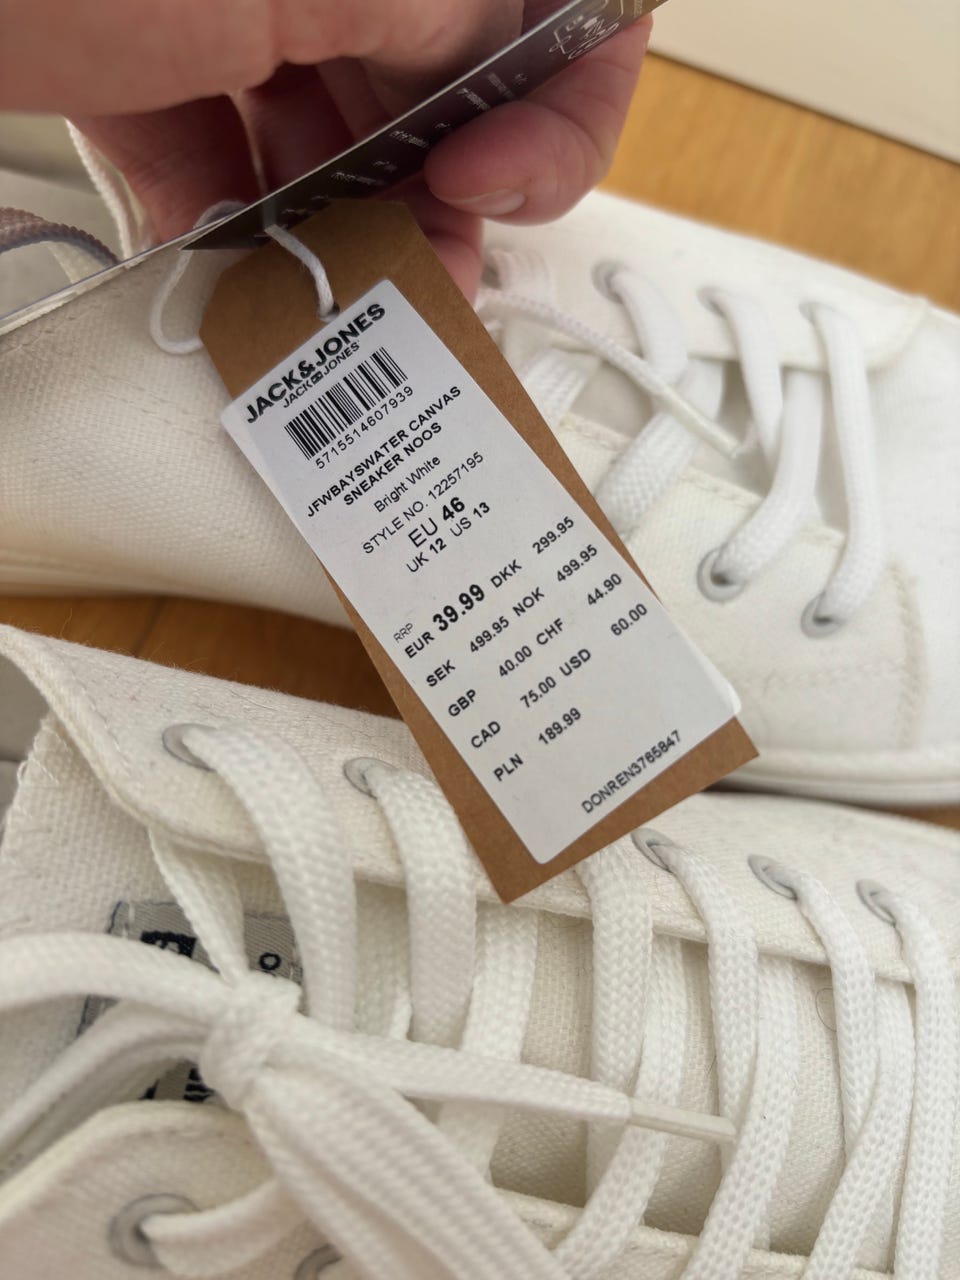 JACK&JONES
JACK&JONES
5715514607939
JFWBAYSWATER CANVAS
SNEAKER NOOS
Bright White
STYLE NO. 12257195
EU 46
UK 12 US 13
RRP
EUR 39.99 DKK 299.95
SEK 499.95 NOK 499.95
GBP 40.00 CHF 44.90
CAD 75.00 USD 60.00
PLN 189.99
DONREN3765847